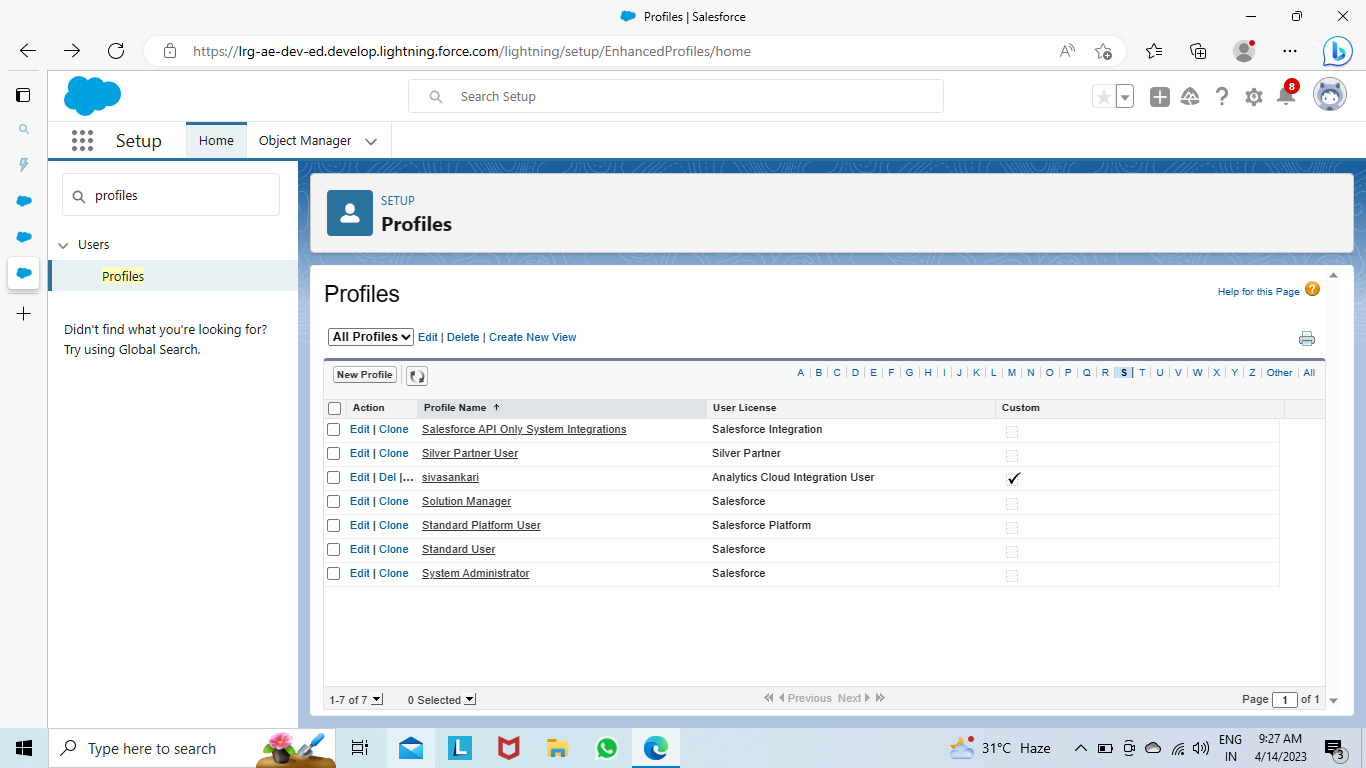 Profiles | Salesforce
https://lrg-ae-dev-ed.develop.lightning.force.com/lightning/setup/EnhancedProfiles/home
Search Setup
8
Setup Home Object Manager
profiles
Users
Profiles
Didn't find what you're looking for?
Try using Global Search.
SETUP
Profiles
Profiles
Help for this Page ?
All Profiles Edit | Delete | Create New View
New Profile A | B | C | D | E | F | G | H | I | J | K | L | M | N | O | P | Q | R | S | T | U | V | W | X | Y | Z | Other | All
Action Profile Name User License Custom
Edit | Clone Salesforce API Only System Integrations Salesforce Integration
Edit | Clone Silver Partner User Silver Partner
Edit | Del |... sivasankari Analytics Cloud Integration User
Edit | Clone Solution Manager Salesforce
Edit | Clone Standard Platform User Salesforce Platform
Edit | Clone Standard User Salesforce
Edit | Clone System Administrator Salesforce
1-7 of 7 0 Selected Previous Next Page 1 of 1
Type here to search L 31°C Haze ENG 9:27 AM
IN 4/14/2023 3